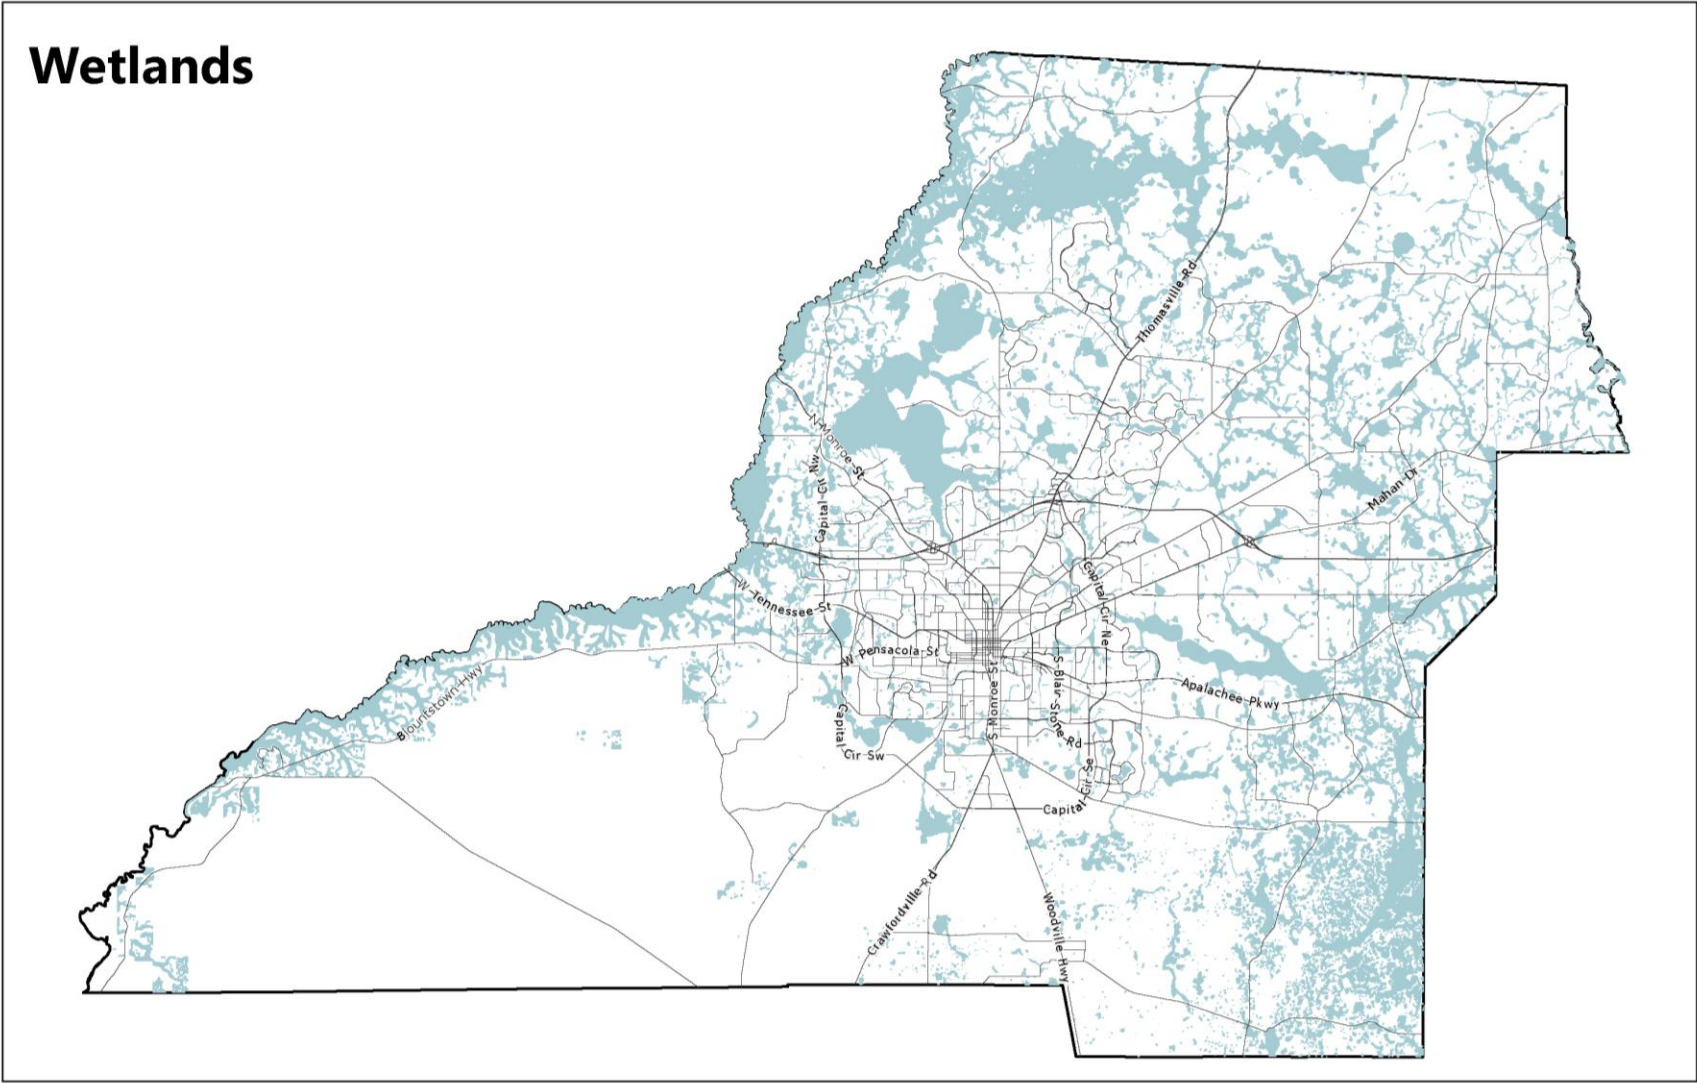 Wetlands
Thomasville Rd
N Monroe St
Capital Cir Nw
Mahan Dr
Capital Cir Ne
W Tennessee St
W Pensacola St
Blountstown Hwy
S Monroe St
S Blair Stone Rd
Apalachee Pkwy
Capital Cir Sw
Capital Cir Se
Crawfordville Rd
Woodville Hwy